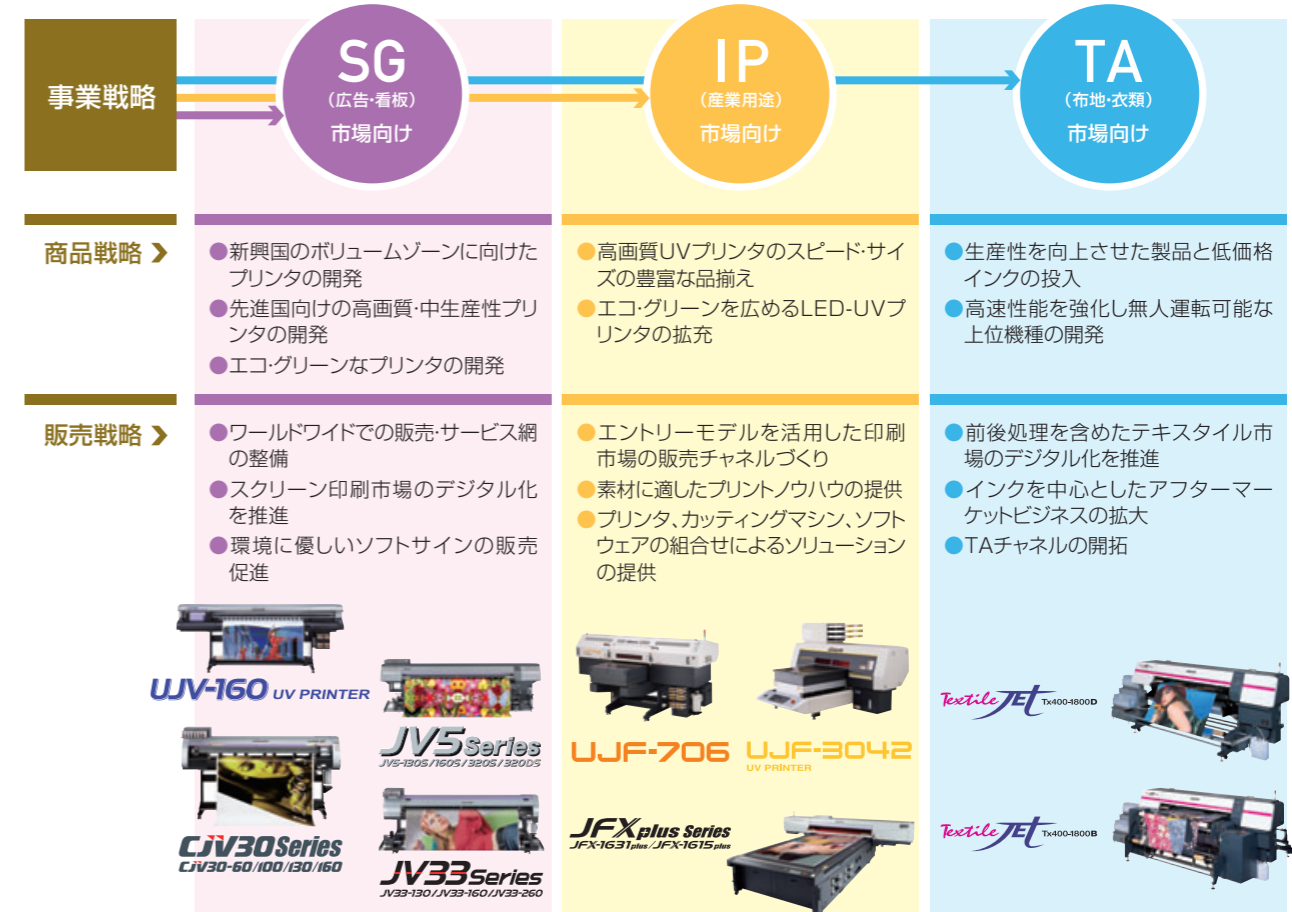 事業戦略
SG
(広告・看板)
市場向け
IP
(産業用途)
市場向け
TA
(布地・衣類)
市場向け
商品戦略
●新興国のボリュームゾーンに向けた
プリンタの開発
●先進国向けの高画質・中生産性プリ
ンタの開発
●エコ・グリーンなプリンタの開発
●高画質UVプリンタのスピード・サイ
ズの豊富な品揃え
●エコ・グリーンを広めるLED-UVプ
リンタの拡充
●生産性を向上させた製品と低価格
インクの投入
●高速性能を強化し無人運転可能な
上位機種の開発
販売戦略
●ワールドワイドでの販売・サービス網
の整備
●スクリーン印刷市場のデジタル化
を推進
●環境に優しいソフトサインの販売
促進
●エントリーモデルを活用した印刷
市場の販売チャネルづくり
●素材に適したプリントノウハウの提供
●プリンタ、カッティングマシン、ソフト
ウェアの組合せによるソリューション
の提供
●前後処理を含めたテキスタイル市
場のデジタル化を推進
●インクを中心としたアフターマー
ケットビジネスの拡大
●TAチャネルの開拓
UJV-160 UV PRINTER
JV5 Series
JV5-130S/160S/320S/320DS
CJV30 Series
CJV30-60/100/130/160
JV33 Series
JV33-130/JV33-160/JV33-260
UJF-706
UJF-3042
UV PRINTER
JFX plus Series
JFX-1631 plus/JFX-1615 plus
Textile JET Tx400-1800D
Textile JET Tx400-1800B